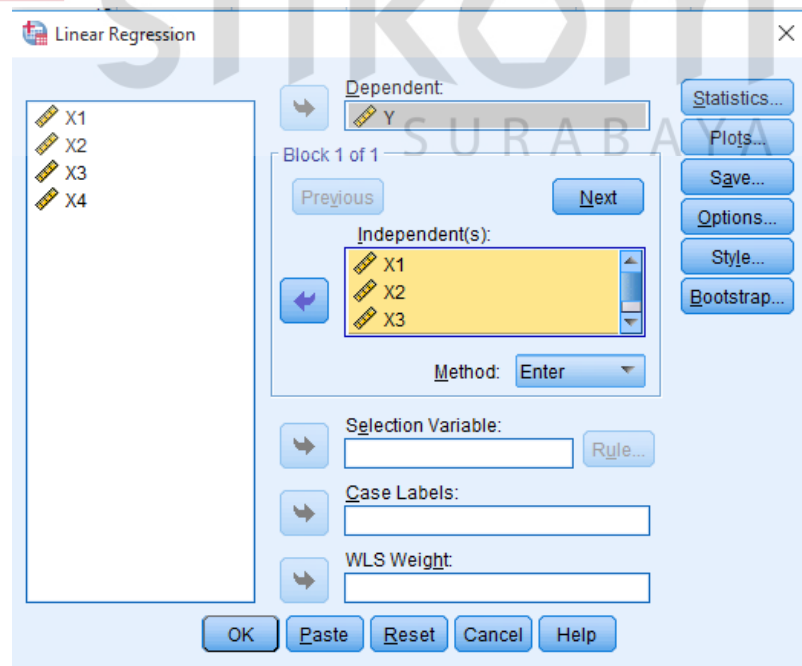 stikom
SURABAYA
Linear Regression
X1
X2
X3
X4
Dependent:
Y
Block 1 of 1
Previous
Next
Independent(s):
X1
X2
X3
Method:
Enter
Selection Variable:
Rule...
Case Labels:
WLS Weight:
Statistics...
Plots...
Save...
Options...
Style...
Bootstrap...
OK
Paste
Reset
Cancel
Help